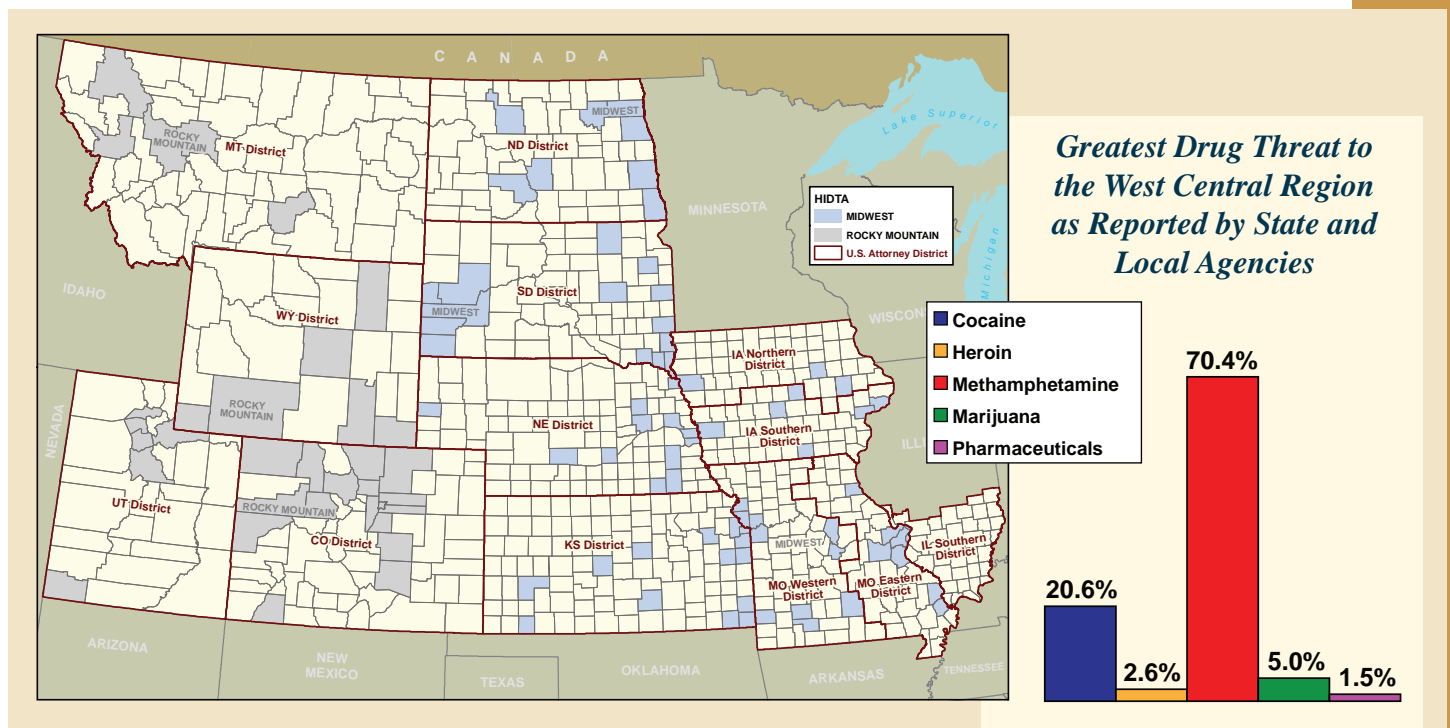 C A N A D A
Lake Superior
Michigan
MINNESOTA
WISCON
ILLI
IDAHO
NEVADA
ARIZONA
NEW
MEXICO
TEXAS
OKLAHOMA
ARKANSAS
TENNESSEE
ROCKY
MOUNTAIN
MT District
MIDWEST
ND District
HIDTA
MIDWEST
ROCKY MOUNTAIN
U.S. Attorney District
WY District
ROCKY
MOUNTAIN
SD District
MIDWEST
IA Northern
District
NE District
IA Southern
District
UT District
ROCKY MOUNTAIN
CO District
KS District
MIDWEST
MO Western
District
MO Eastern
District
IL Southern
District
Greatest Drug Threat to
the West Central Region
as Reported by State and
Local Agencies
Cocaine
Heroin
Methamphetamine
Marijuana
Pharmaceuticals
20.6%
2.6%
70.4%
5.0%
1.5%